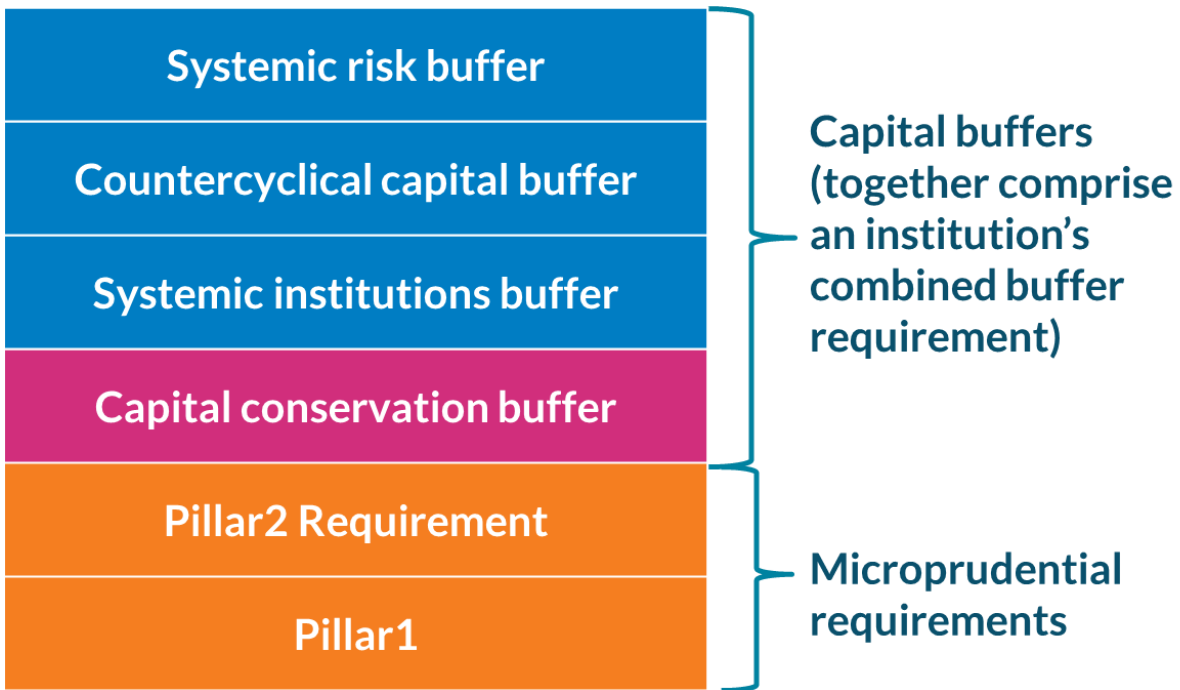 Systemic risk buffer
Countercyclical capital buffer
Systemic institutions buffer
Capital conservation buffer
Pillar2 Requirement
Pillar1
Capital buffers
(together comprise
an institution’s
combined buffer
requirement)
Microprudential
requirements